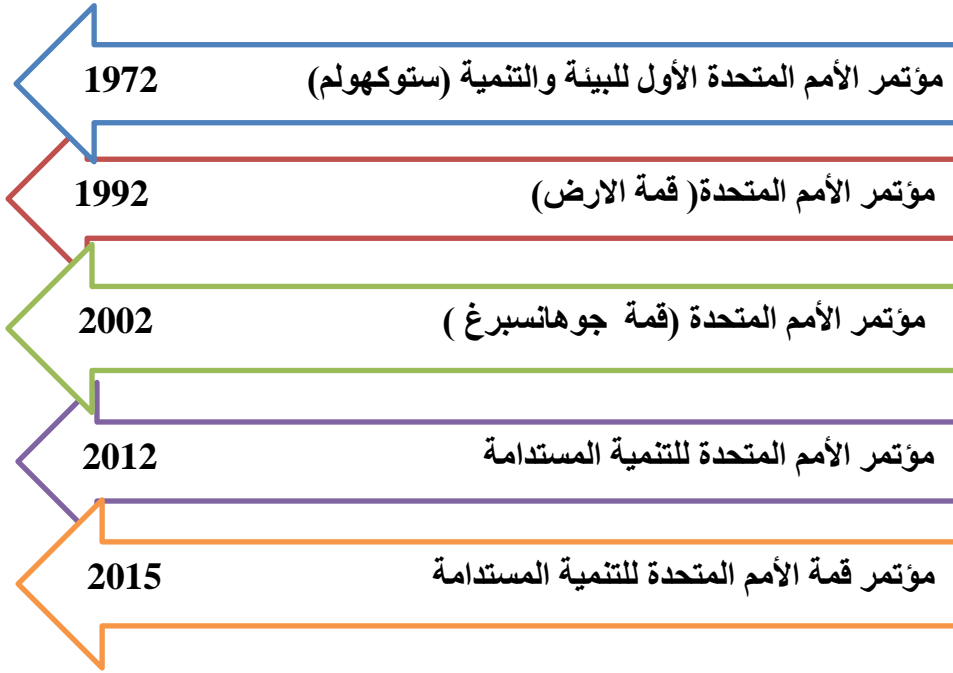 مؤتمر الأمم المتحدة الأول للبيئة والتنمية (ستوكهولم) 1972
مؤتمر الأمم المتحدة( قمة الارض) 1992
مؤتمر الأمم المتحدة (قمة جوهانسبرغ ) 2002
مؤتمر الأمم المتحدة للتنمية المستدامة 2012
مؤتمر قمة الأمم المتحدة للتنمية المستدامة 2015